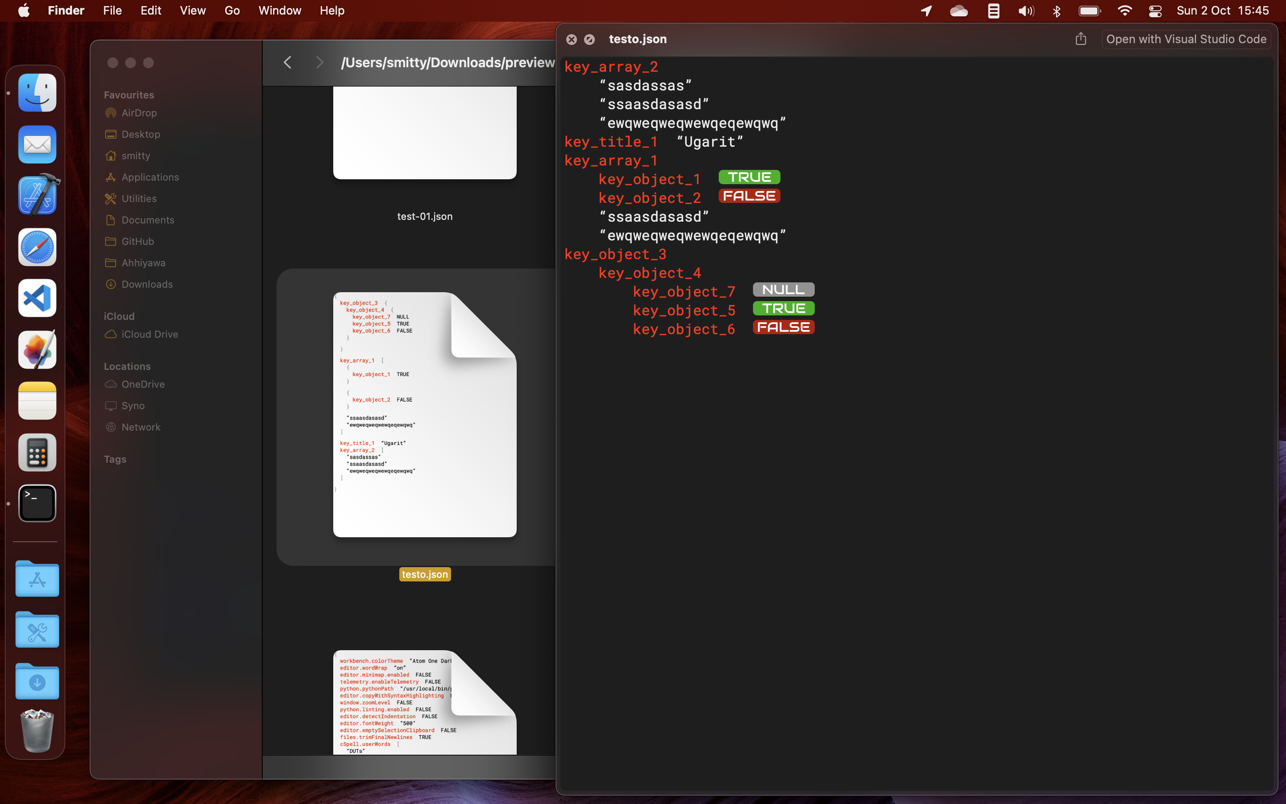 Finder File Edit View Go Window Help Sun 2 Oct 15:45
Favourites
AirDrop
Desktop
smitty
Applications
Utilities
Documents
GitHub
Ahhiyawa
Downloads
iCloud
iCloud Drive
Locations
OneDrive
Syno
Network
Tags
/Users/smitty/Downloads/preview
test-01.json
key_object_3 {
key_object_4 {
key_object_7 NULL
key_object_5 TRUE
key_object_6 FALSE
}
}
key_array_1 [
{
key_object_1 TRUE
}
{
key_object_2 FALSE
}
“ssaasdasasd”
“ewqweqweqwewqeqewqwq”
]
key_title_1 “Ugarit”
key_array_2 [
“sasdassas”
“ssaasdasasd”
“ewqweqweqwewqeqewqwq”
]
}
testo.json
workbench.colorTheme “Atom One Dar
editor.wordWrap “on”
editor.minimap.enabled FALSE
telemetry.enableTelemetry FALSE
python.pythonPath “/usr/local/bin/
editor.copyWithSyntaxHighlighting
window.zoomLevel FALSE
python.linting.enabled FALSE
editor.detectIndentation FALSE
editor.fontWeight “500”
editor.emptySelectionClipboard FALSE
files.trimFinalNewlines TRUE
cSpell.userWords [
“DUTs”
testo.json Open with Visual Studio Code
key_array_2
“sasdassas”
“ssaasdasasd”
“ewqweqweqwewqeqewqwq”
key_title_1 “Ugarit”
key_array_1
key_object_1 TRUE
key_object_2 FALSE
“ssaasdasasd”
“ewqweqweqwewqeqewqwq”
key_object_3
key_object_4
key_object_7 NULL
key_object_5 TRUE
key_object_6 FALSE